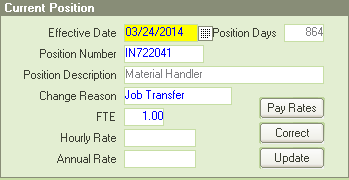 Current Position
Effective Date 03/24/2014 Position Days 864
Position Number IN722041
Position Description Material Handler
Change Reason Job Transfer
FTE 1.00
Pay Rates
Hourly Rate
Correct
Annual Rate
Update